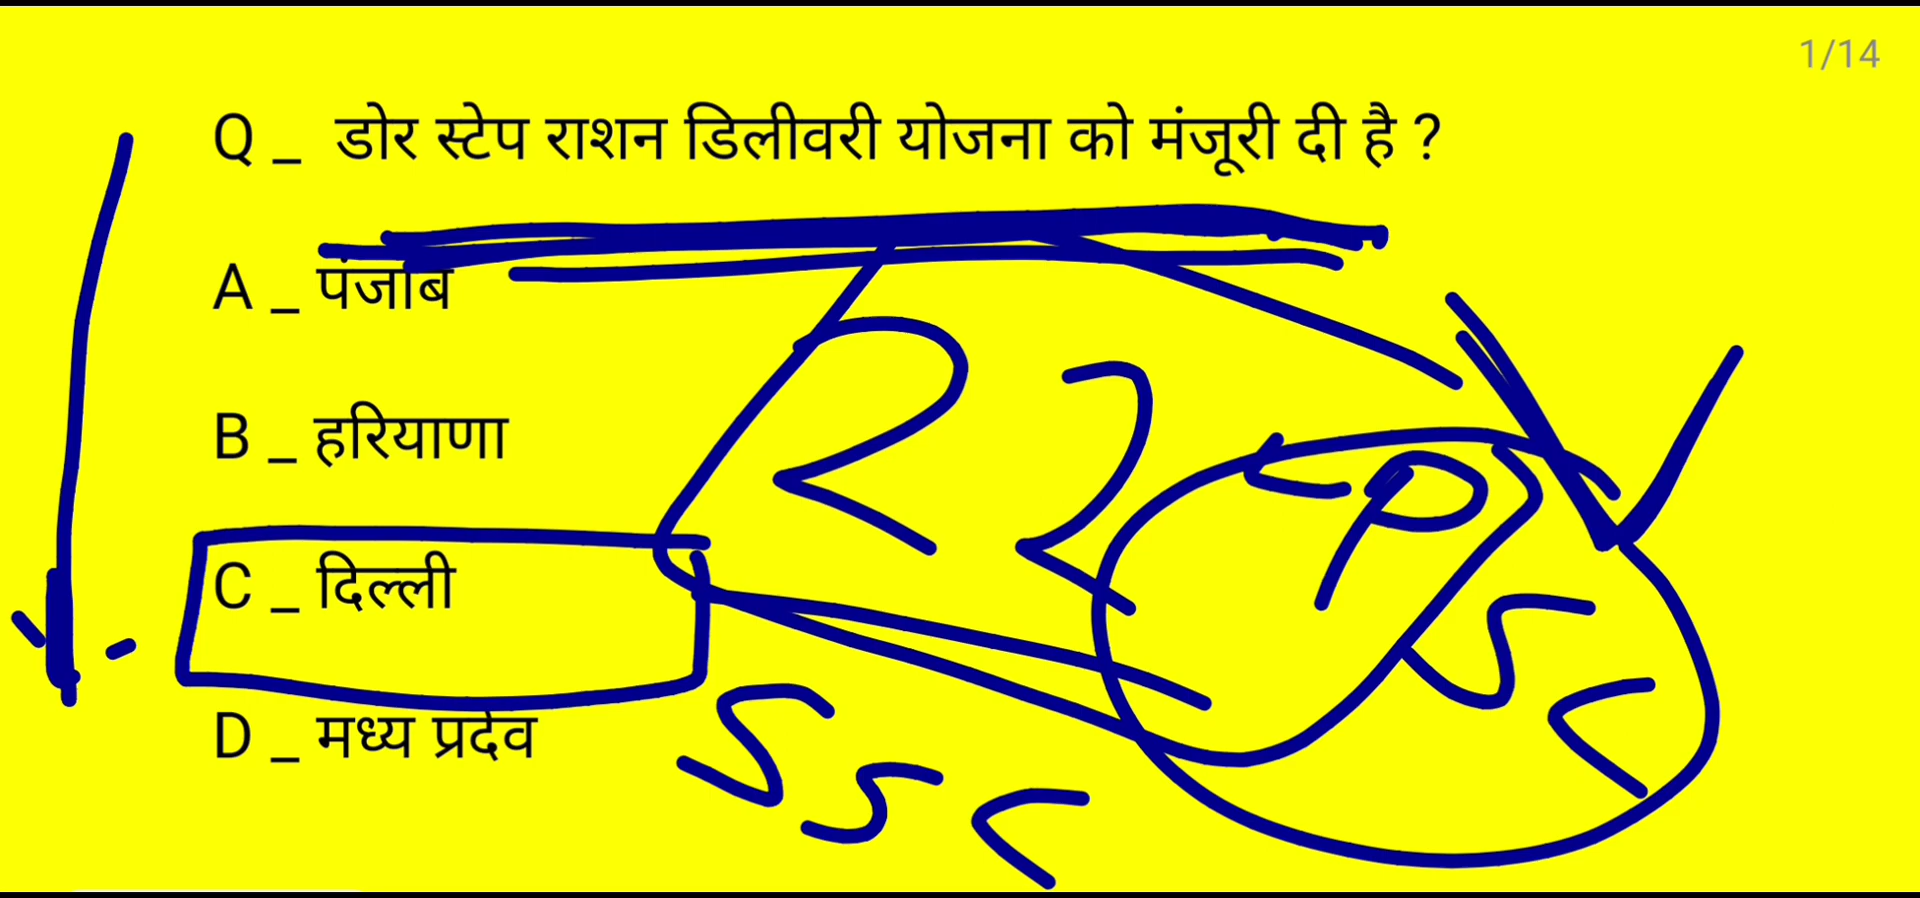 1/14
Q _ डोर स्टेप राशन डिलीवरी योजना को मंजूरी दी है ?
A _ पंजाब
B _ हरियाणा
C _ दिल्ली
D _ मध्य प्रदेव
22
SSC